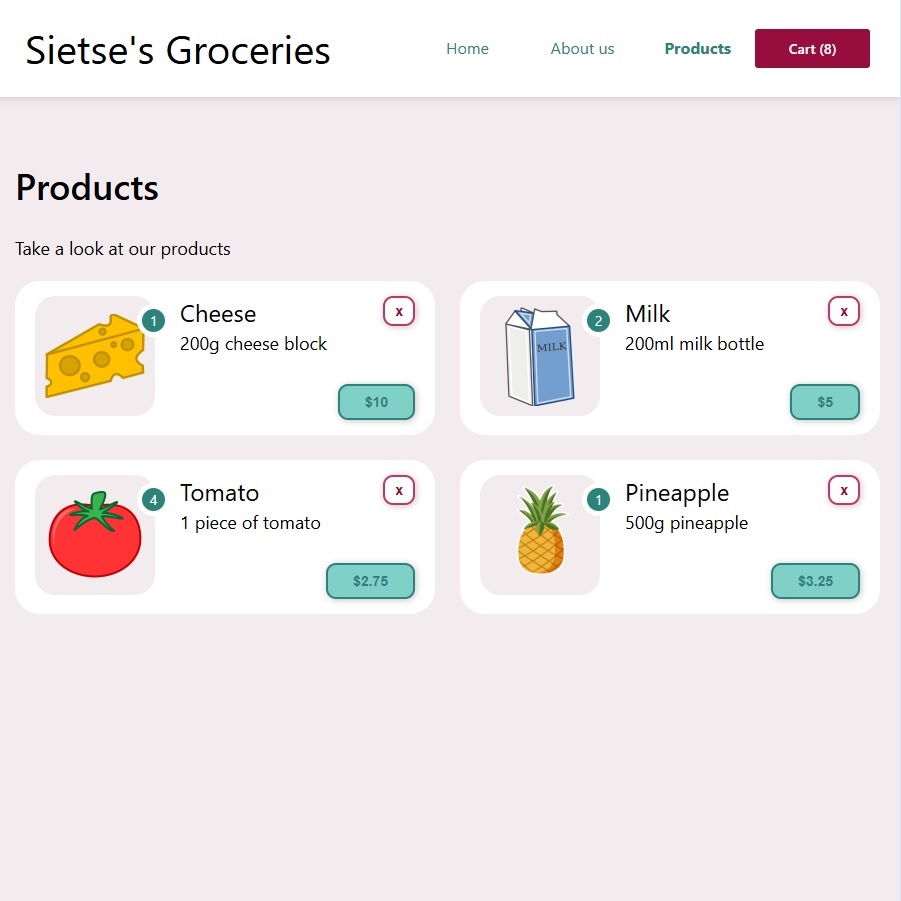 Sietse's Groceries
Home
About us
Products
Cart (8)
Products
Take a look at our products
1
Cheese
x
200g cheese block
$10
MILK
2
Milk
x
200ml milk bottle
$5
4
Tomato
x
1 piece of tomato
$2.75
1
Pineapple
x
500g pineapple
$3.25